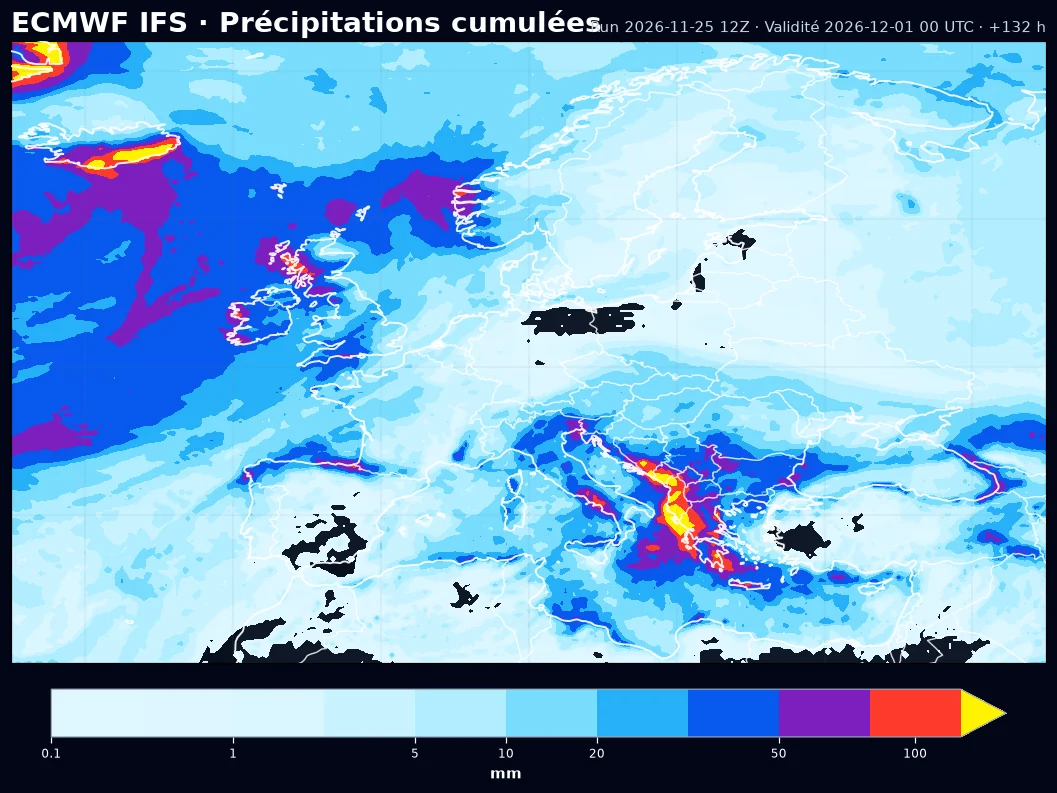 ECMWF IFS · Précipitations cumulées
Run 2026-11-25 12Z · Validité 2026-12-01 00 UTC · +132 h
0.1 1 5 10 20 50 100
mm